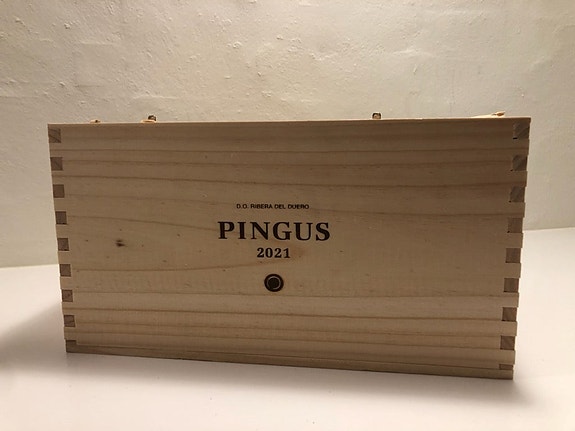 D.O. RIBERA DEL DUERO
PINGUS
2021